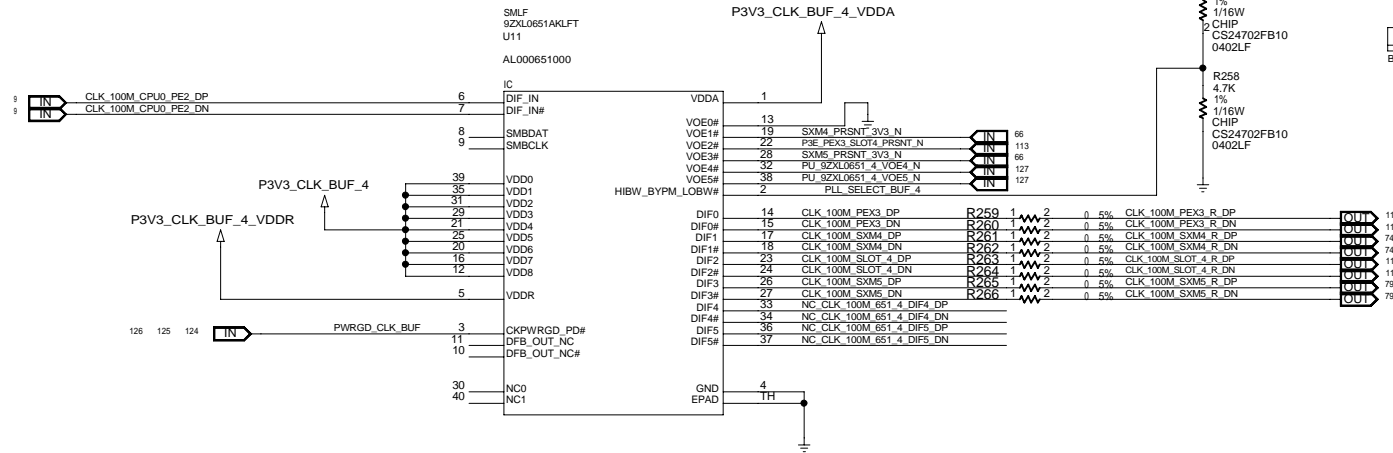 SMLF
9ZXL0651AKLFT
U11
AL000651000
IC
P3V3_CLK_BUF_4_VDDA
1%
1/16W
2 CHIP
CS24702FB10
0402LF
R258
4.7K
1%
1/16W
CHIP
CS24702FB10
0402LF
B
9 IN CLK_100M_CPU0_PE2_DP 6 DIF_IN
9 IN CLK_100M_CPU0_PE2_DN 7 DIF_IN#
8 SMBDAT
9 SMBCLK
P3V3_CLK_BUF_4
P3V3_CLK_BUF_4_VDDR
39 VDD0
35 VDD1
31 VDD2
29 VDD3
21 VDD4
25 VDD5
20 VDD6
16 VDD7
12 VDD8
5 VDDR
126 125 124 IN PWRGD_CLK_BUF 3 CKPWRGD_PD#
11 DFB_OUT_NC
10 DFB_OUT_NC#
30 NC0
40 NC1
VDDA 1
VOE0# 13
VOE1# 19 SXM4_PRSNT_3V3_N IN 66
VOE2# 22 P3E_PEX3_SLOT4_PRSNT_N IN 113
VOE3# 28 SXM5_PRSNT_3V3_N IN 66
VOE4# 32 PU_9ZXL0651_4_VOE4_N IN 127
VOE5# 38 PU_9ZXL0651_4_VOE5_N IN 127
HIBW_BYPM_LOBW# 2 PLL_SELECT_BUF_4
DIF0 14 CLK_100M_PEX3_DP R259 1 2 0 5% CLK_100M_PEX3_R_DP OUT 11
DIF0# 15 CLK_100M_PEX3_DN R260 1 2 0 5% CLK_100M_PEX3_R_DN OUT 11
DIF1 17 CLK_100M_SXM4_DP R261 1 2 0 5% CLK_100M_SXM4_R_DP OUT 74
DIF1# 18 CLK_100M_SXM4_DN R262 1 2 0 5% CLK_100M_SXM4_R_DN OUT 74
DIF2 23 CLK_100M_SLOT_4_DP R263 1 2 0 5% CLK_100M_SLOT_4_R_DP OUT 11
DIF2# 24 CLK_100M_SLOT_4_DN R264 1 2 0 5% CLK_100M_SLOT_4_R_DN OUT 11
DIF3 26 CLK_100M_SXM5_DP R265 1 2 0 5% CLK_100M_SXM5_R_DP OUT 79
DIF3# 27 CLK_100M_SXM5_DN R266 1 2 0 5% CLK_100M_SXM5_R_DN OUT 79
DIF4 33 NC_CLK_100M_651_4_DIF4_DP
DIF4# 34 NC_CLK_100M_651_4_DIF4_DN
DIF5 36 NC_CLK_100M_651_4_DIF5_DP
DIF5# 37 NC_CLK_100M_651_4_DIF5_DN
GND 4
EPAD TH